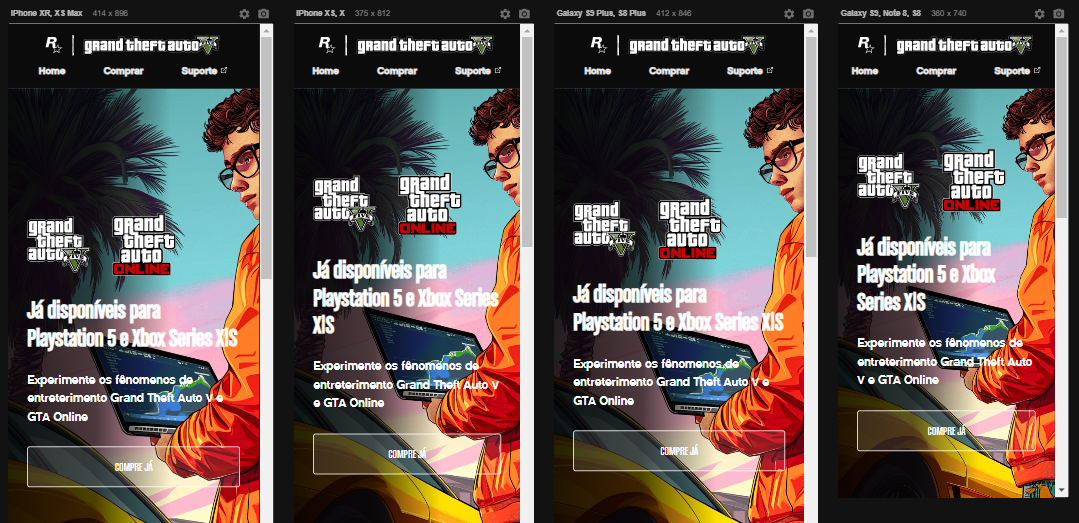 iPhone XR, XS Max 414 x 896
R
grand theft auto V
Home Comprar Suporte
grand theft auto V
grand theft auto ONLINE
Já disponíveis para
Playstation 5 e Xbox Series X|S
Experimente os fênomenos de
entreterimento Grand Theft Auto V e
GTA Online
COMPRE JÁ
iPhone XS, X 375 x 812
R
grand theft auto V
Home Comprar Suporte
grand theft auto V
grand theft auto ONLINE
Já disponíveis para
Playstation 5 e Xbox Series
X|S
Experimente os fênomenos de
entreterimento Grand Theft Auto V
e GTA Online
COMPRE JÁ
Galaxy S9 Plus, S8 Plus 412 x 846
R
grand theft auto V
Home Comprar Suporte
grand theft auto V
grand theft auto ONLINE
Já disponíveis para
Playstation 5 e Xbox Series X|S
Experimente os fênomenos de
entreterimento Grand Theft Auto V e
GTA Online
COMPRE JÁ
Galaxy S9, Note 8, S8 360 x 740
R
grand theft auto V
Home Comprar Suporte
grand theft auto V
grand theft auto ONLINE
Já disponíveis para
Playstation 5 e Xbox
Series X|S
Experimente os fênomenos de
entreterimento Grand Theft Auto
V e GTA Online
COMPRE JÁ